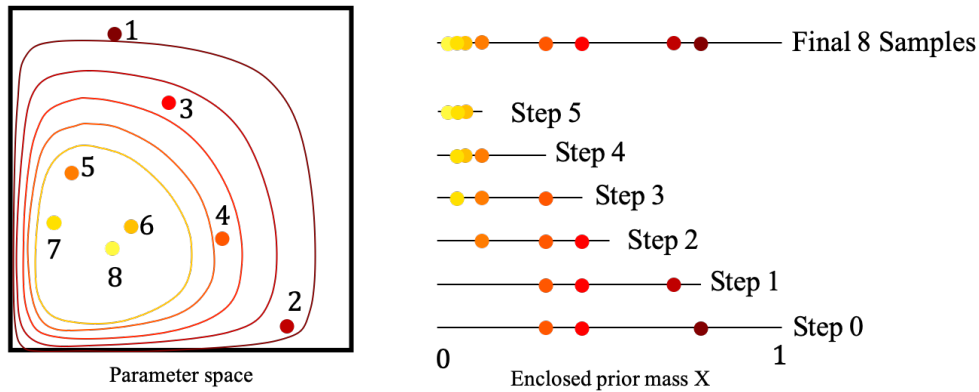 1
3
5
4
6
7
8
2
Parameter space
Final 8 Samples
Step 5
Step 4
Step 3
Step 2
Step 1
Step 0
0
1
Enclosed prior mass X